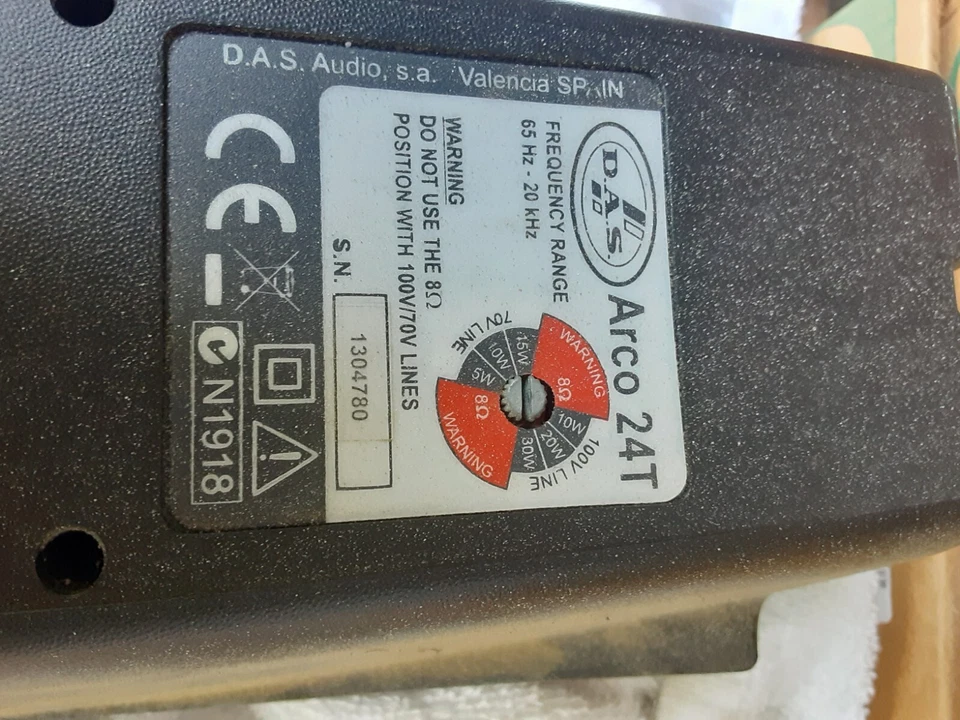 D.A.S. Arco 24T
FREQUENCY RANGE
65 Hz - 20 kHz
WARNING
8Ω
10W
20W
30W
100V LINE
WARNING
8Ω
5W
10W
15W
70V LINE
WARNING
DO NOT USE THE 8Ω
POSITION WITH 100V/70V LINES
S.N. 1304780
D.A.S. Audio, s.a. Valencia SPAIN
CE
N1918